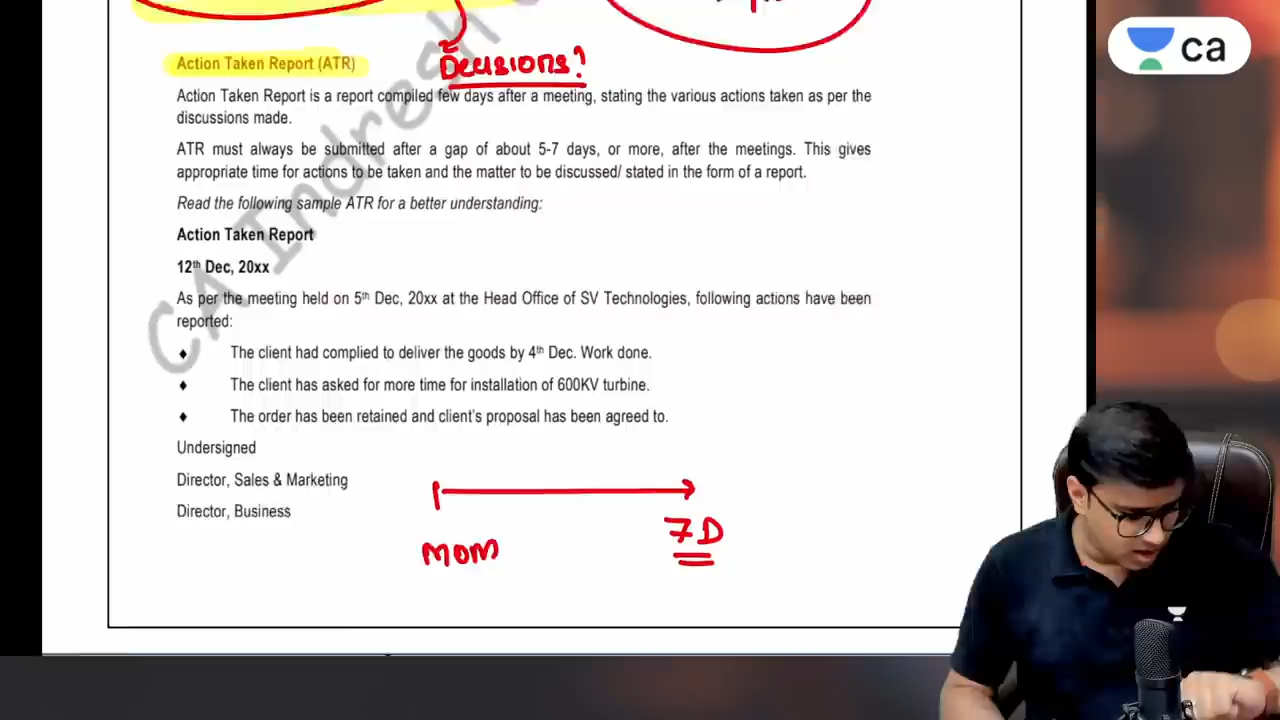 ca
Action Taken Report (ATR)
Decisions?
Action Taken Report is a report compiled few days after a meeting, stating the various actions taken as per the
discussions made.
ATR must always be submitted after a gap of about 5-7 days, or more, after the meetings. This gives
appropriate time for actions to be taken and the matter to be discussed/ stated in the form of a report.
Read the following sample ATR for a better understanding:
Action Taken Report
12th Dec, 20xx
As per the meeting held on 5th Dec, 20xx at the Head Office of SV Technologies, following actions have been
reported:
♦ The client had complied to deliver the goods by 4th Dec. Work done.
♦ The client has asked for more time for installation of 600KV turbine.
♦ The order has been retained and client's proposal has been agreed to.
Undersigned
Director, Sales & Marketing
Director, Business
MOM
7D
CA Indresh